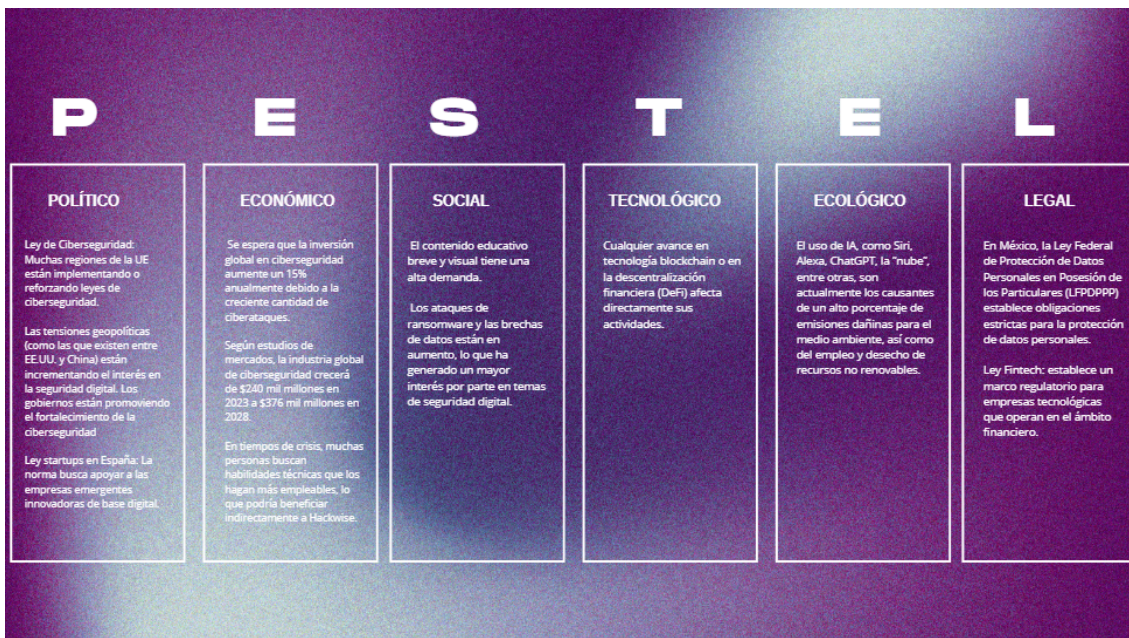 P E S T E L
POLÍTICO
Ley de Ciberseguridad:
Muchas regiones de la UE
están implementando o
reforzando leyes de
ciberseguridad.
Las tensiones geopolíticas
(como las que existen entre
EE.UU. y China) están
incrementando el interés en
la seguridad digital. Los
gobiernos están promoviendo
el fortalecimiento de la
ciberseguridad
Ley startups en España: La
norma busca apoyar a las
empresas emergentes
innovadoras de base digital.
ECONÓMICO
Se espera que la inversión
global en ciberseguridad
aumente un 15%
anualmente debido a la
creciente cantidad de
ciberataques.
Según estudios de
mercados, la industria global
de ciberseguridad crecerá
de $240 mil millones en
2023 a $376 mil millones en
2028.
En tiempos de crisis, muchas
personas buscan
habilidades técnicas que los
hagan más empleables, lo
que podría beneficiar
indirectamente a Hackwise.
SOCIAL
El contenido educativo
breve y visual tiene una
alta demanda.
Los ataques de
ransomware y las brechas
de datos están en
aumento, lo que ha
generado un mayor
interés por parte en temas
de seguridad digital.
TECNOLÓGICO
Cualquier avance en
tecnología blockchain o en
la descentralización
financiera (DeFi) afecta
directamente sus
actividades.
ECOLÓGICO
El uso de IA, como Siri,
Alexa, ChatGPT, la "nube",
entre otras, son
actualmente los causantes
de un alto porcentaje de
emisiones dañinas para el
medio ambiente, así como
del empleo y desecho de
recursos no renovables.
LEGAL
En México, la Ley Federal
de Protección de Datos
Personales en Posesión de
los Particulares (LFPDPPP)
establece obligaciones
estrictas para la protección
de datos personales.
Ley Fintech: establece un
marco regulatorio para
empresas tecnológicas
que operan en el ámbito
financiero.